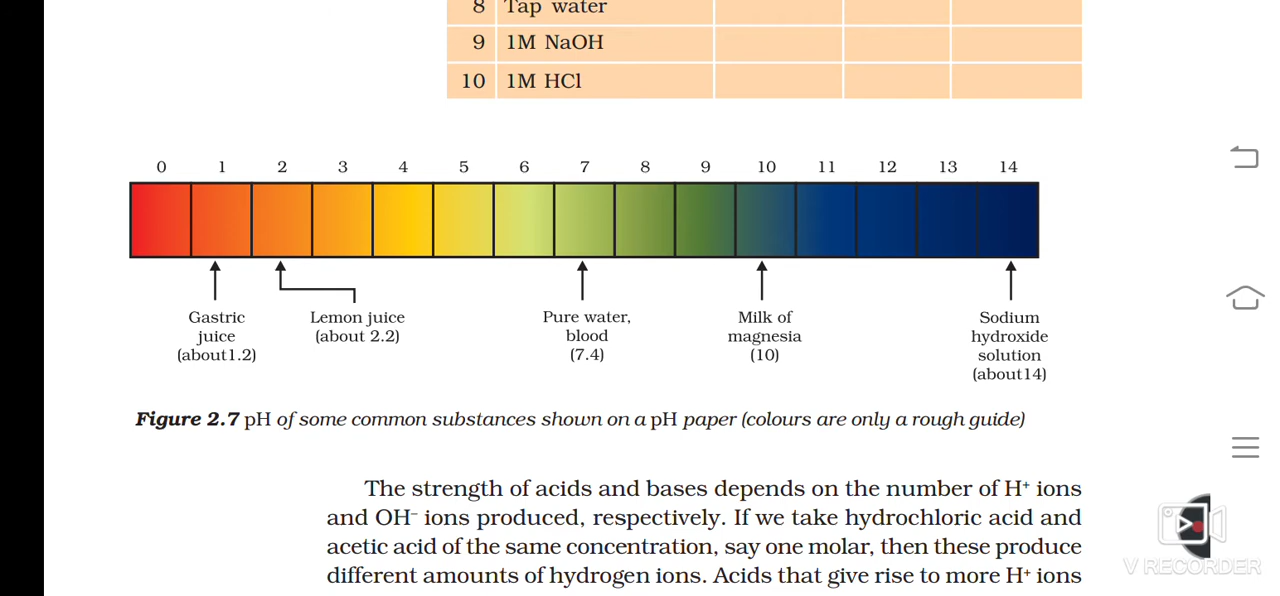 8 Tap water
9 1M NaOH
10 1M HCl
0 1 2 3 4 5 6 7 8 9 10 11 12 13 14
Gastric
juice
(about1.2)
Lemon juice
(about 2.2)
Pure water,
blood
(7.4)
Milk of
magnesia
(10)
Sodium
hydroxide
solution
(about14)
Figure 2.7 pH of some common substances shown on a pH paper (colours are only a rough guide)
The strength of acids and bases depends on the number of H⁺ ions
and OH⁻ ions produced, respectively. If we take hydrochloric acid and
acetic acid of the same concentration, say one molar, then these produce
different amounts of hydrogen ions. Acids that give rise to more H⁺ ions
V RECORDER